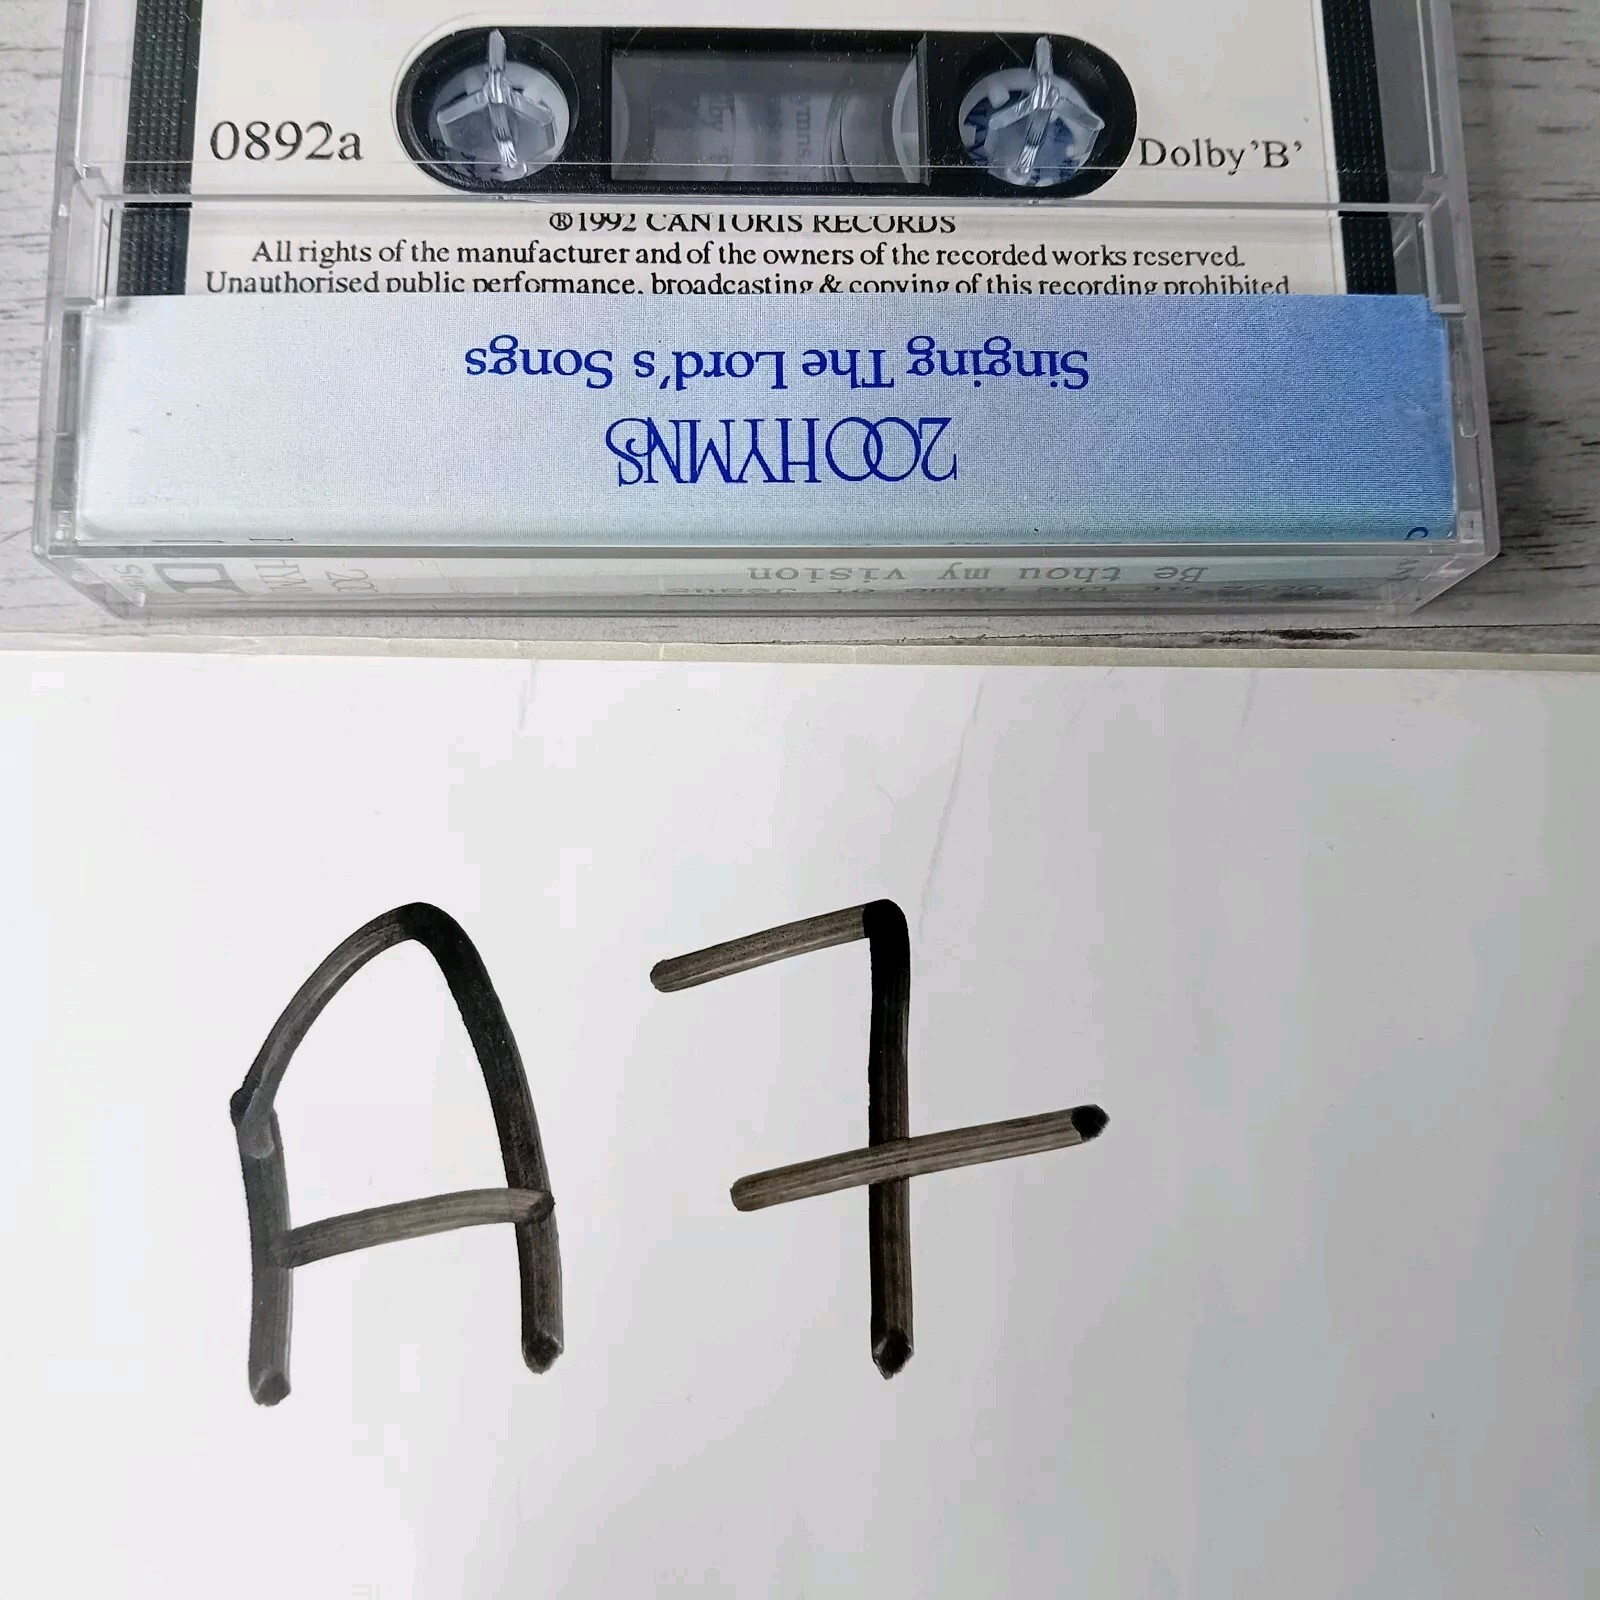 0892a
Dolby'B'
℗1992 CANTORIS RECORDS
All rights of the manufacturer and of the owners of the recorded works reserved.
Unauthorised public performance, broadcasting & copying of this recording prohibited
200 HYMNS
Singing The Lord's Songs
Be thou my vision
A7